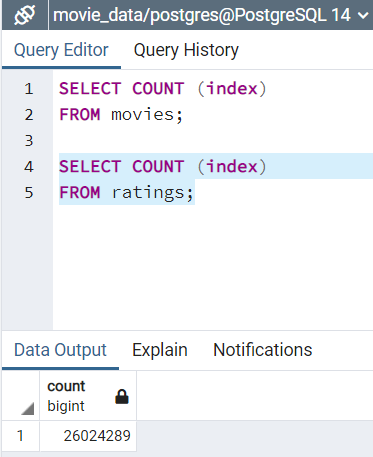 movie_data/postgres@PostgreSQL 14
Query Editor Query History
1 SELECT COUNT (index)
2 FROM movies;
3
4 SELECT COUNT (index)
5 FROM ratings;
Data Output Explain Notifications
count
bigint
1 26024289